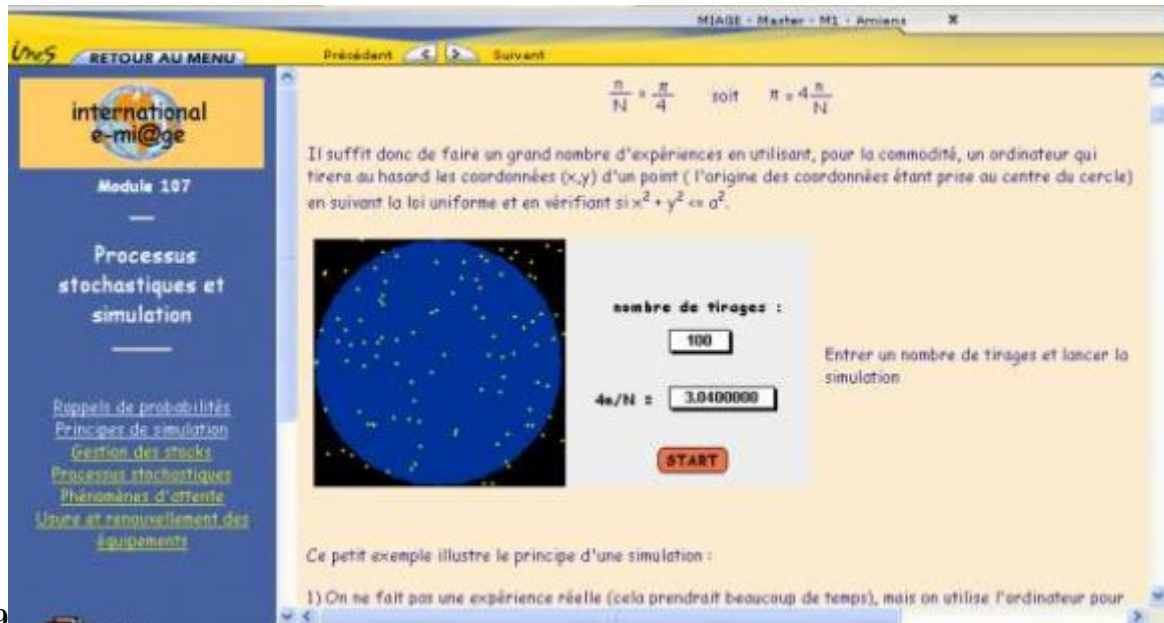 MIAGE - Master - M1 - Amiens X
ines RETOUR AU MENU Précédent < > Suivant
international
e-mi@ge
Module 107
Processus
stochastiques et
simulation
Rappels de probabilités
Principes de simulation
Gestion des stocks
Processus stochastiques
Phénomènes d'attente
Usure et renouvellement des
équipements
n/N = π/4 soit π = 4 n/N
Il suffit donc de faire un grand nombre d'expériences en utilisant, pour la commodité, un ordinateur qui
tirera au hasard les coordonnées (x,y) d'un point ( l'origine des coordonnées étant prise au centre du cercle)
en suivant la loi uniforme et en vérifiant si x² + y² <= a².
nombre de tirages :
100
4n/N = 3.0400000
START
Entrer un nombre de tirages et lancer la
simulation
Ce petit exemple illustre le principe d'une simulation :
1) On ne fait pas une expérience réelle (cela prendrait beaucoup de temps), mais on utilise l'ordinateur pour
9